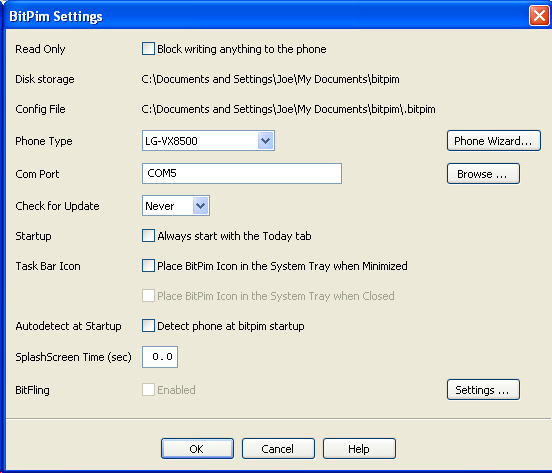 BitPim Settings
Read Only Block writing anything to the phone
Disk storage C:\Documents and Settings\Joe\My Documents\bitpim
Config File C:\Documents and Settings\Joe\My Documents\bitpim\.bitpim
Phone Type LG-VX8500 Phone Wizard...
Com Port COM5 Browse ...
Check for Update Never
Startup Always start with the Today tab
Task Bar Icon Place BitPim Icon in the System Tray when Minimized
Place BitPim Icon in the System Tray when Closed
Autodetect at Startup Detect phone at bitpim startup
SplashScreen Time (sec) 0.0
BitFling Enabled Settings ...
OK Cancel Help